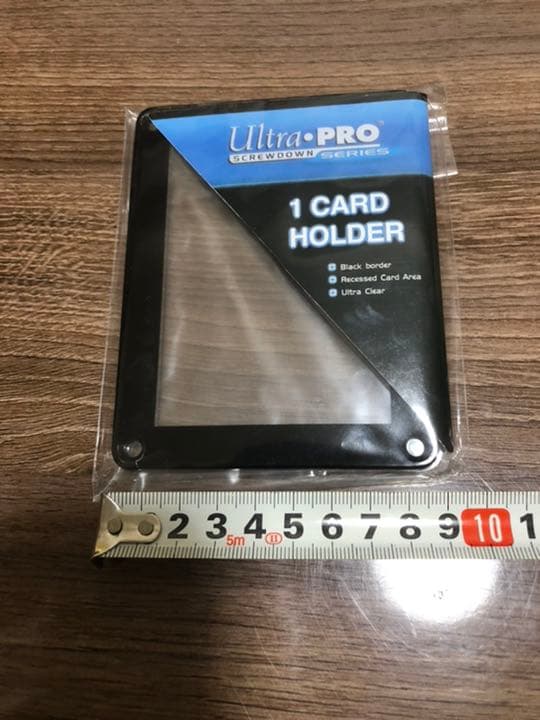 Ultra•PRO®
SCREWDOWN SERIES
1 CARD
HOLDER
Black border
Recessed Card Area
Ultra Clear
2 3 4 5 6 7 8 9 10 1
5m II